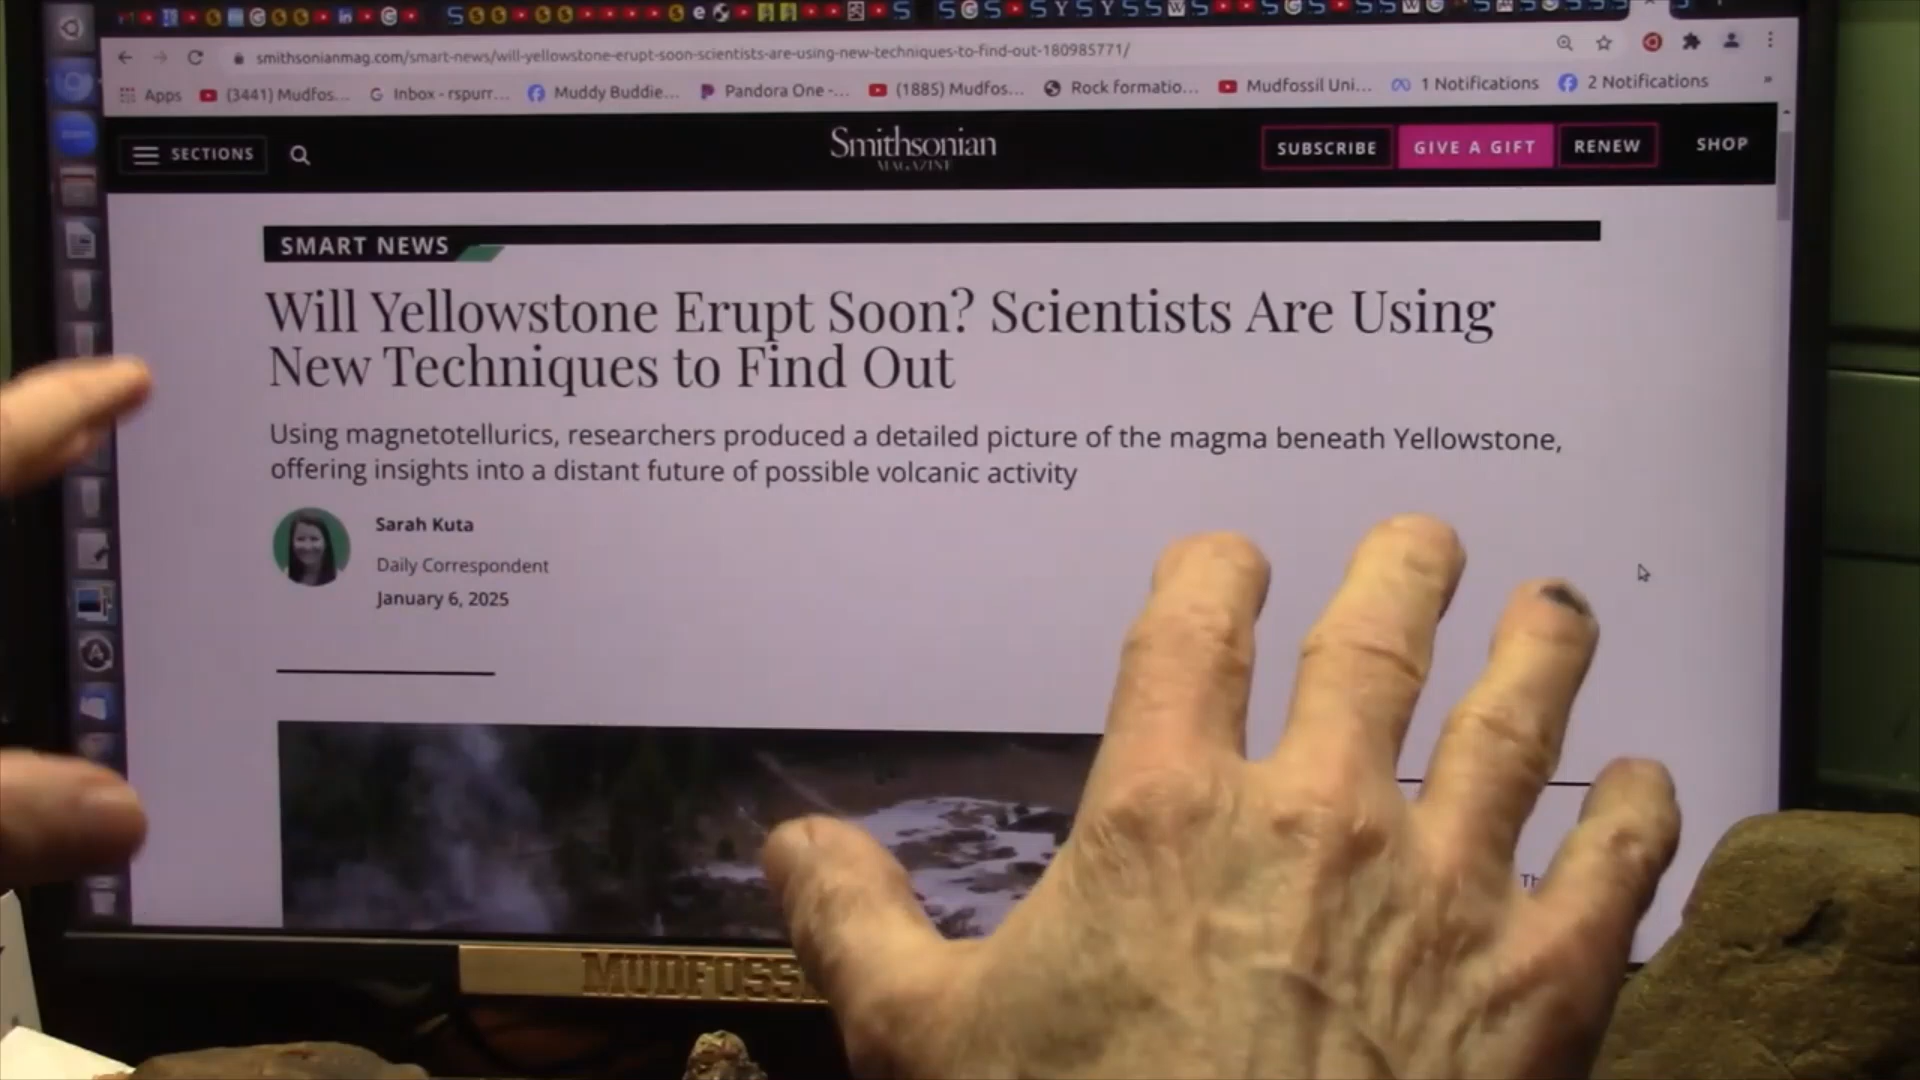 smithsonianmag.com/smart-news/will-yellowstone-erupt-soon-scientists-are-using-new-techniques-to-find-out-180985771/
Apps (3441) Mudfos... Inbox - rspurr... Muddy Buddie... Pandora One -... (1885) Mudfos... Rock formatio... Mudfossil Uni... 1 Notifications 2 Notifications »
SECTIONS Smithsonian SUBSCRIBE GIVE A GIFT RENEW SHOP
MAGAZINE
SMART NEWS
Will Yellowstone Erupt Soon? Scientists Are Using
New Techniques to Find Out
Using magnetotellurics, researchers produced a detailed picture of the magma beneath Yellowstone,
offering insights into a distant future of possible volcanic activity
Sarah Kuta
Daily Correspondent
January 6, 2025
MUDFOSS